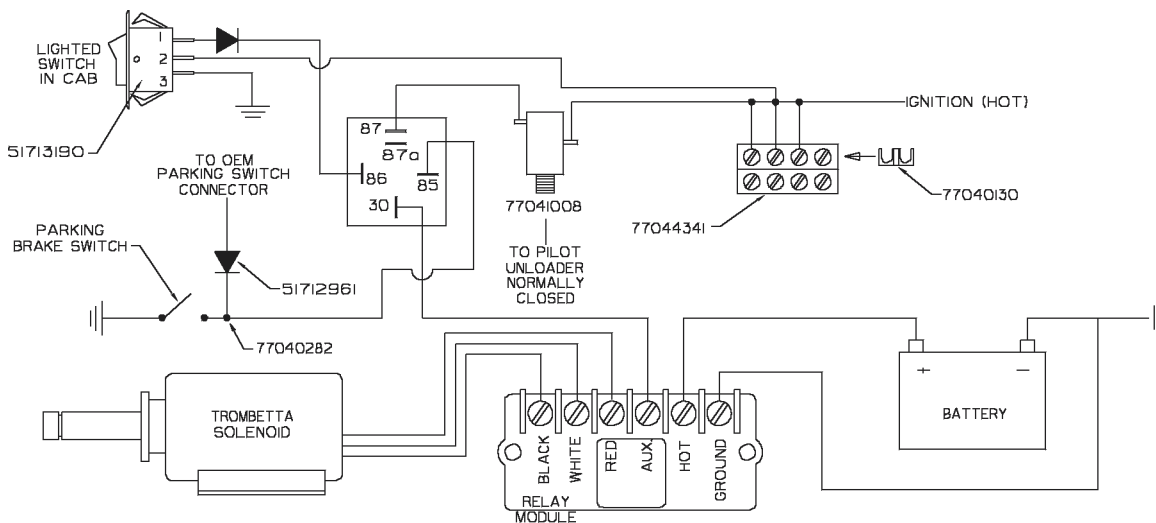 LIGHTED
SWITCH
IN CAB
1
2
3
51713190
IGNITION (HOT)
87
87a
86
85
30
TO OEM
PARKING SWITCH
CONNECTOR
PARKING
BRAKE SWITCH
51712961
77040282
77041008
TO PILOT
UNLOADER
NORMALLY
CLOSED
77040130
77044341
TROMBETTA
SOLENOID
BLACK
WHITE
RED
AUX.
HOT
GROUND
RELAY
MODULE
+
−
BATTERY